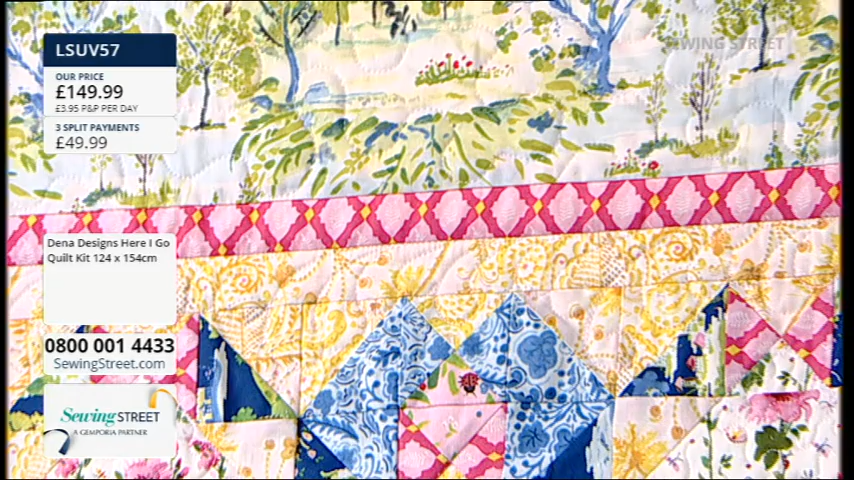 LSUV57
OUR PRICE
£149.99
£3.95 P&P PER DAY
3 SPLIT PAYMENTS
£49.99
SEWING STREET
Dena Designs Here I Go
Quilt Kit 124 x 154cm
0800 001 4433
SewingStreet.com
Sewing STREET
A GEMPORIA PARTNER